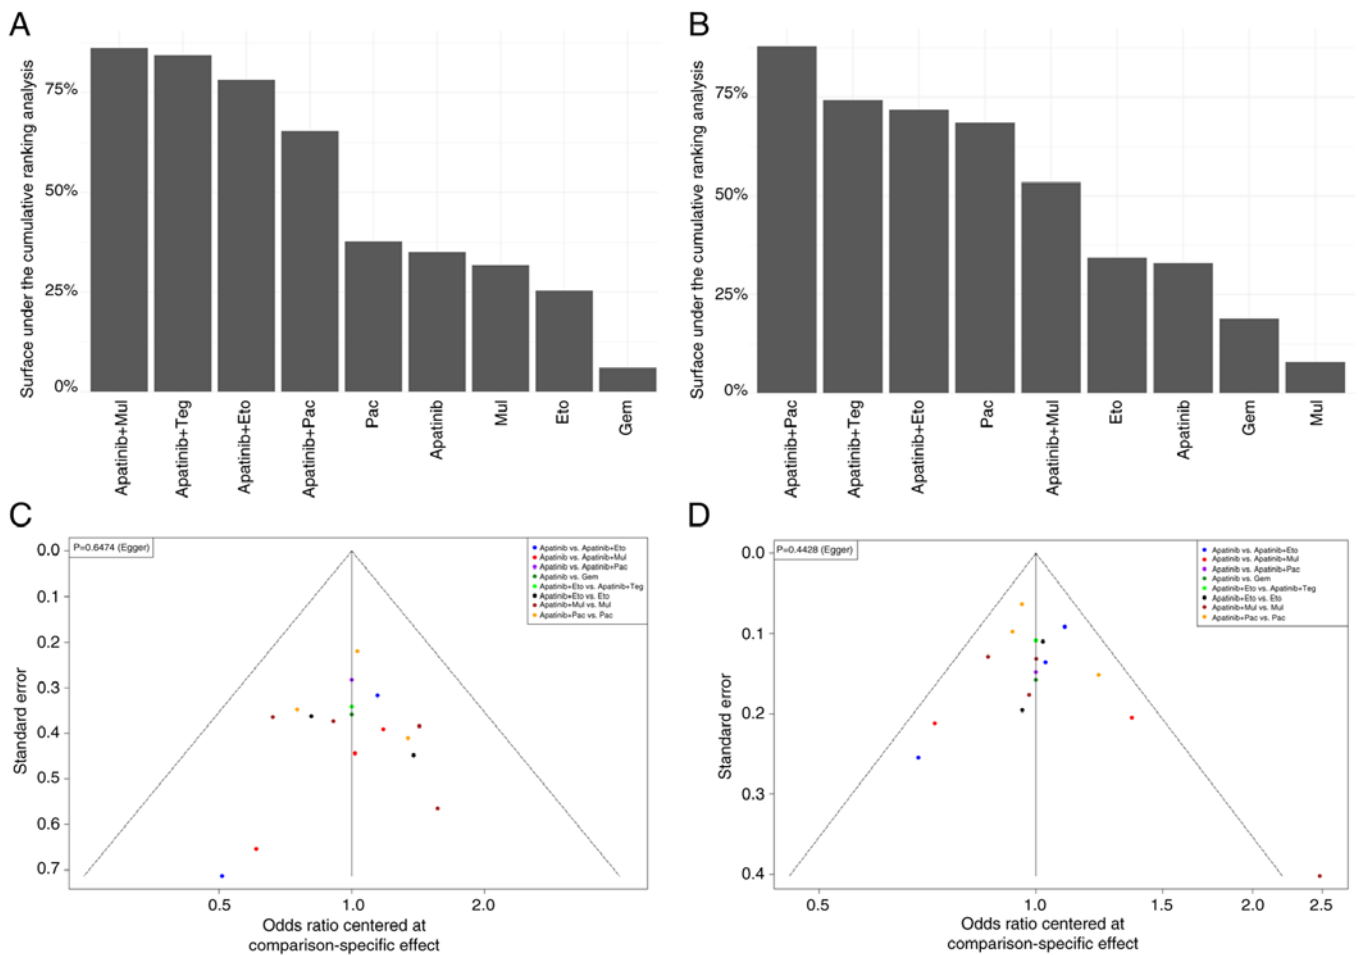 A
Surface under the cumulative ranking analysis
75%
50%
25%
0%
Apatinib+Mul
Apatinib+Teg
Apatinib+Eto
Apatinib+Pac
Pac
Apatinib
Mul
Eto
Gem
B
Surface under the cumulative ranking analysis
75%
50%
25%
0%
Apatinib+Pac
Apatinib+Teg
Apatinib+Eto
Pac
Apatinib+Mul
Eto
Apatinib
Gem
Mul
C
P=0.6474 (Egger)
Apatinib vs. Apatinib+Eto
Apatinib vs. Apatinib+Mul
Apatinib vs. Apatinib+Pac
Apatinib vs. Gem
Apatinib+Eto vs. Apatinib+Teg
Apatinib+Eto vs. Eto
Apatinib+Mul vs. Mul
Apatinib+Pac vs. Pac
Standard error
0.0
0.1
0.2
0.3
0.4
0.5
0.6
0.7
0.5
1.0
2.0
Odds ratio centered at
comparison-specific effect
D
P=0.4428 (Egger)
Apatinib vs. Apatinib+Eto
Apatinib vs. Apatinib+Mul
Apatinib vs. Apatinib+Pac
Apatinib vs. Gem
Apatinib+Eto vs. Apatinib+Teg
Apatinib+Eto vs. Eto
Apatinib+Mul vs. Mul
Apatinib+Pac vs. Pac
Standard error
0.0
0.1
0.2
0.3
0.4
0.5
1.0
1.5
2.0
2.5
Odds ratio centered at
comparison-specific effect